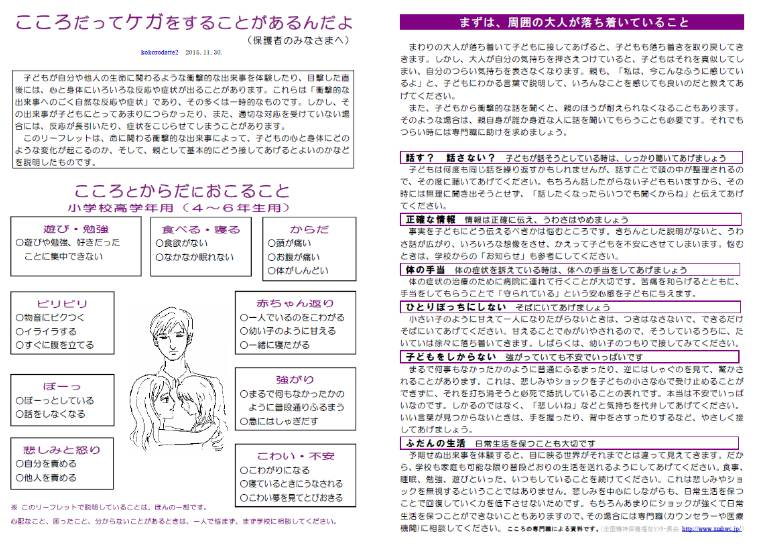 こころだってケガをすることがあるんだよ
（保護者のみなさまへ）
kokorodatte2　2015.11.30.
子どもが自分や他人の生命に関わるような衝撃的な出来事を体験したり、目撃した直
後には、心と身体にいろいろな反応や症状が出ることがあります。これらは「衝撃的な
出来事へのごく自然な反応や症状」であり、その多くは一時的なものです。しかし、そ
の出来事が子どもにとってあまりにつらかったり、また、適切な対応を受けていない場
合には、反応が長引いたり、症状をこじらせてしまうことがあります。
このリーフレットは、命に関わる衝撃的な出来事によって、子どもの心と身体にどの
ような変化が起こるのか、そして、親として基本的にどう接してあげるとよいのかなど
を説明したものです。
こころとからだにおこること
小学校高学年用（４～６年生用）
遊び・勉強
○遊びや勉強、好きだった
ことに集中できない
食べる・寝る
○食欲がない
○なかなか眠れない
からだ
○頭が痛い
○お腹が痛い
○体がしんどい
ビリビリ
○物音にビクつく
○イライラする
○すぐに腹を立てる
赤ちゃん返り
○一人でいるのをこわがる
○幼い子のように甘える
○一緒に寝たがる
ぼーっ
○ぼーっとしている
○話をしなくなる
強がり
○まるで何もなかったかの
ように普段通りふるまう
○急にはしゃぎだす
悲しみと怒り
○自分を責める
○他人を責める
こわい・不安
○こわがりになる
○寝ているときにうなされる
○こわい夢を見てとびおきる
※ このリーフレットで説明していることは、ほんの一部です。
心配なこと、困ったこと、分からないことがあるときは、一人で悩まず、まず学校に相談してください。
まずは、周囲の大人が落ち着いていること
まわりの大人が落ち着いて子どもに接してあげると、子どもも落ち着きを取り戻してき
きます。しかし、大人が自分の気持ちを押さえつけていると、子どもはそれを真似してし
まい、自分のつらい気持ちを表さなくなります。親も、「私は、今こんなふうに感じてい
るよ」と、子どもにわかる言葉で説明して、いろんなことを感じても良いのだと教えてあ
げてください。
また、子どもから衝撃的な話を聞くと、親のほうが耐えられなくなることもあります。
そのような場合は、親自身が誰か身近な人に話を聞いてもらうことも必要です。それでも
つらい時には専門職に助けを求めましょう。
話す？　話さない？　子どもが話そうとしている時は、しっかり聴いてあげましょう
子どもは何度も同じ話を繰り返すかもしれませんが、話すことで頭の中が整理されるの
で、その度に聴いてあげてください。もちろん話したがらない子どももいますから、その
時には無理に聞き出そうとせず、「話したくなったらいつでも聞くからね」と伝えてあげ
てください。
正確な情報　情報は正確に伝え、うわさはやめましょう
事実を子どもにどう伝えるべきかは悩むところです。きちんとした説明がないと、うわ
さ話が広がり、いろいろな想像をさせ、かえって子どもを不安にさせてしまいます。悩む
ときは、学校からの「お知らせ」も参考にしてください。
体の手当　体の症状を訴えている時は、体への手当をしてあげましょう
体の症状の治療のために病院に連れて行くことが大切です。苦痛を和らげるとともに、
手当をしてもらうことで「守られている」という安心感を子どもに与えます。
ひとりぼっちにしない　そばにいてあげましょう
小さい子のように甘えて一人になりたがらないときは、つきはなさないで、できるだけ
そばにいてあげてください。甘えることで心がいやされるので、そうしているうちに、た
いていは徐々に落ち着いてきます。しばらくは、幼い子のつもりで接してみてください。
子どもをしからない　強がっていても不安でいっぱいです
まるで何事もなかったかのように普通にふるまったり、逆にはしゃぐのを見て、驚かさ
れることがあります。これは、悲しみやショックを子どもの小さな心で受け止めることが
できずに、それを打ち消そうと必死で抵抗していることの表れです。本当は不安でいっぱ
いなのです。しかるのではなく、「悲しいね」などと気持ちを代弁してあげてください。
いい言葉が見つからないときは、手を握ったり、背中をさすったりするなど、やさしく接
してあげましょう。
ふだんの生活　日常生活を保つことも大切です
予期せぬ出来事を体験すると、目に映る世界がそれまでとは違って見えてきます。だか
ら、学校も家庭も可能な限り普段どおりの生活を送れるようにしてあげてください。食事、
睡眠、勉強、遊びといった、いつもしていることを続けてください。これは悲しみやショ
ックを無視するということではありません。悲しみを中心にしながらも、日常生活を保つ
ことで回復していく力を低下させないためです。もちろんあまりにショックが強くて日常
生活を保つことができないこともありますので、その場合には専門職(カウンセラーや医療
機関)に相談してください。こころの専門職による資料です。